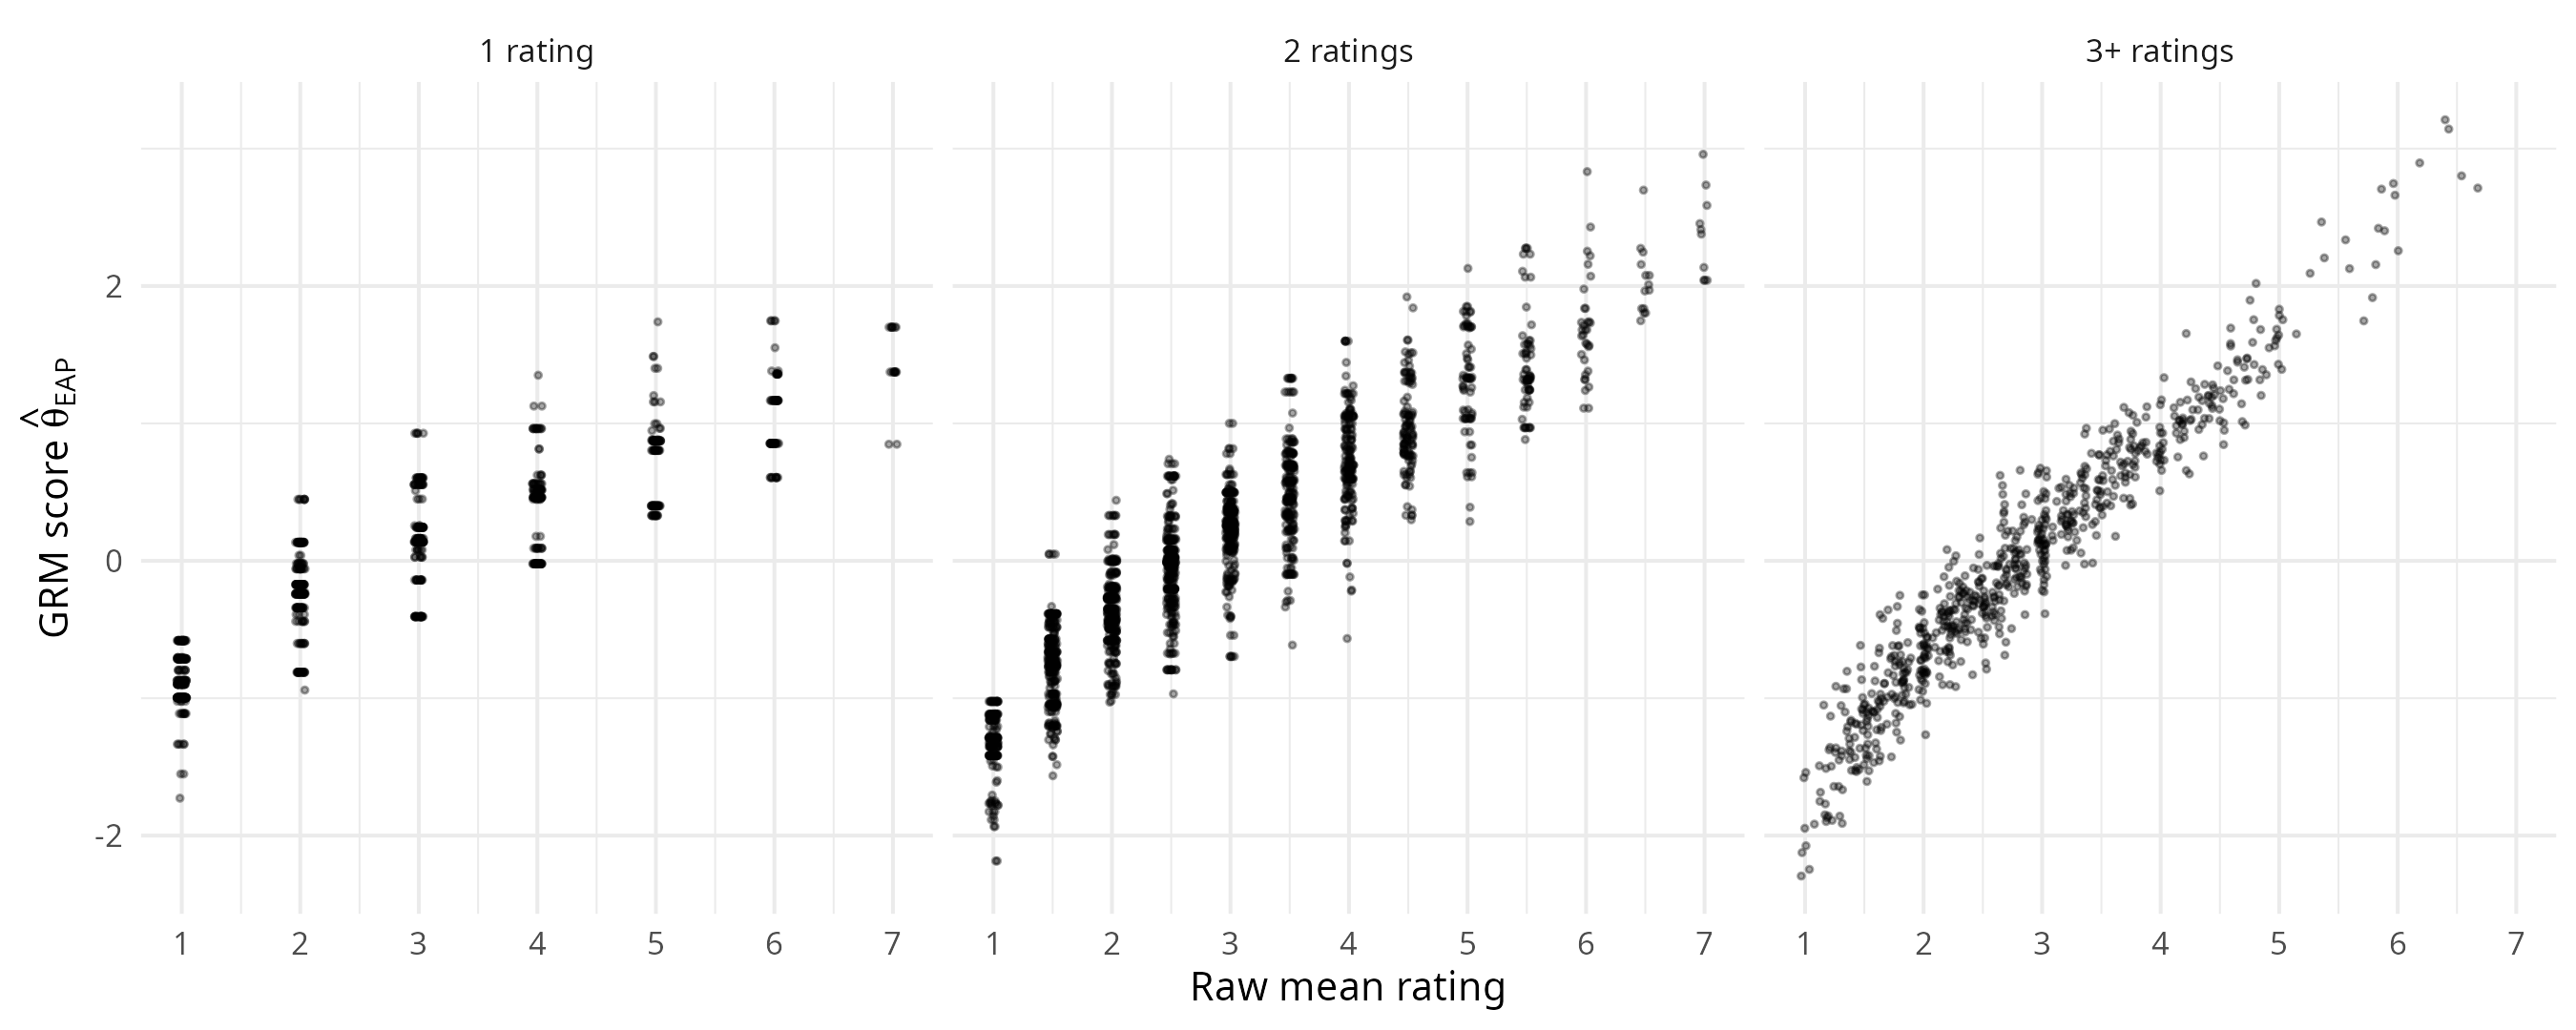 1 rating
2 ratings
3+ ratings
GRM score θ̂EAP
2
0
-2
1 2 3 4 5 6 7
1 2 3 4 5 6 7
1 2 3 4 5 6 7
Raw mean rating